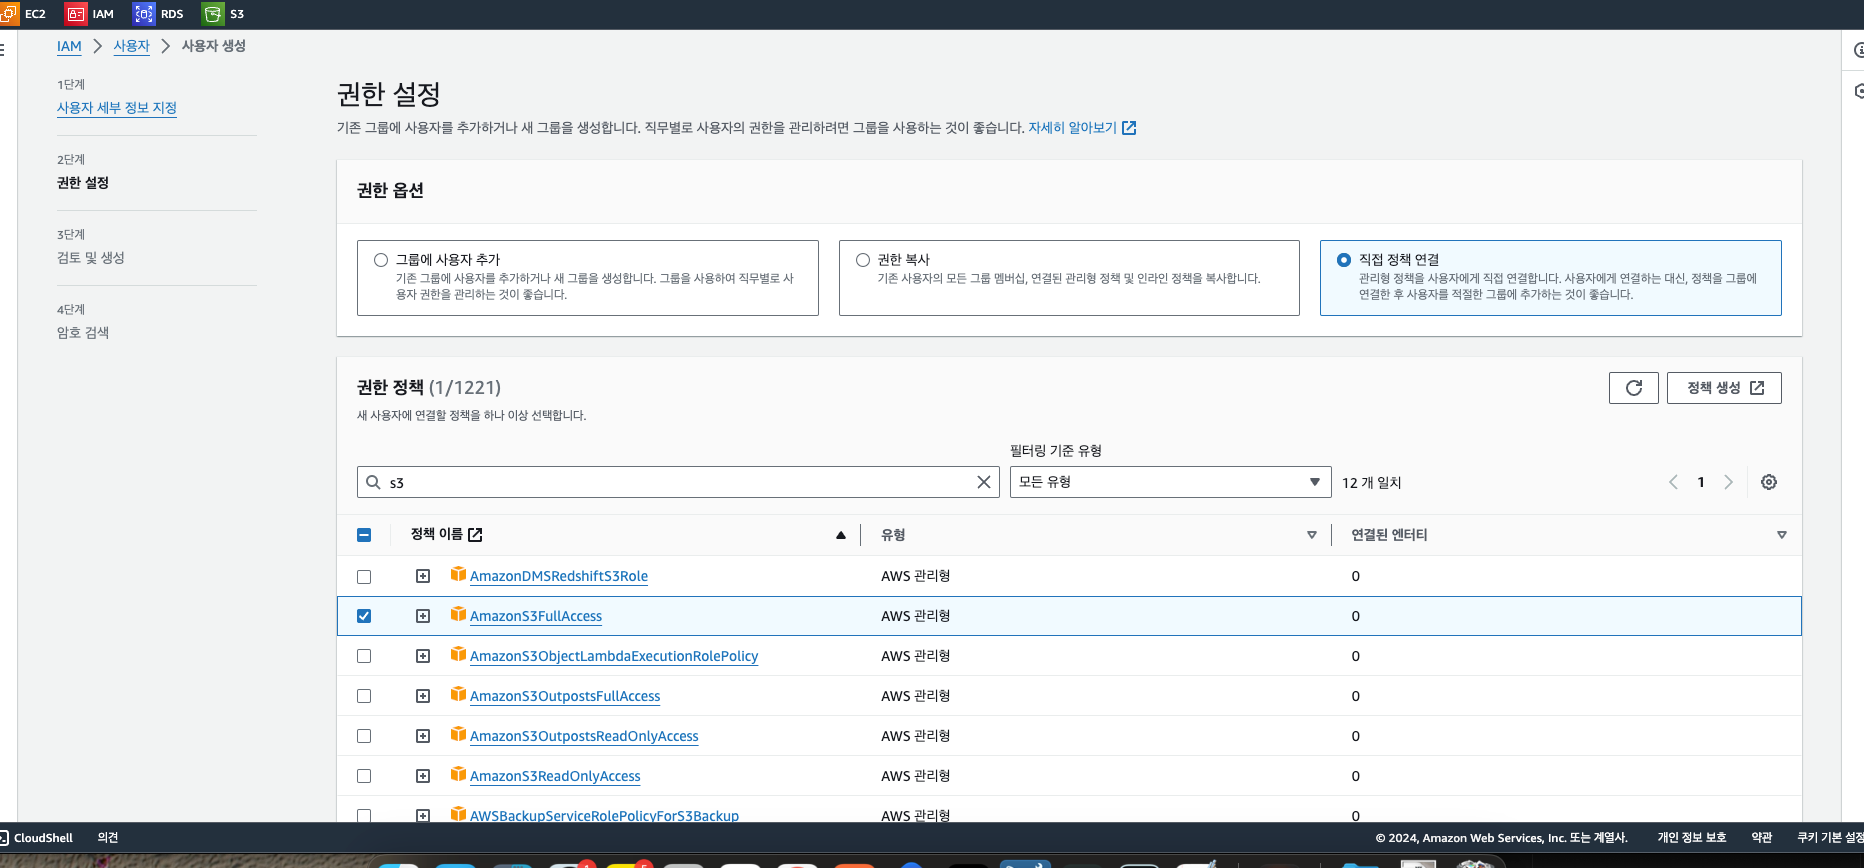 EC2 IAM RDS S3
IAM 사용자 사용자 생성
1단계
사용자 세부 정보 지정
2단계
권한 설정
3단계
검토 및 생성
4단계
암호 검색
권한 설정
기존 그룹에 사용자를 추가하거나 새 그룹을 생성합니다. 직무별로 사용자의 권한을 관리하려면 그룹을 사용하는 것이 좋습니다. 자세히 알아보기
권한 옵션
그룹에 사용자 추가
기존 그룹에 사용자를 추가하거나 새 그룹을 생성합니다. 그룹을 사용하여 직무별로 사
용자 권한을 관리하는 것이 좋습니다.
권한 복사
기존 사용자의 모든 그룹 멤버십, 연결된 관리형 정책 및 인라인 정책을 복사합니다.
직접 정책 연결
관리형 정책을 사용자에게 직접 연결합니다. 사용자에게 연결하는 대신, 정책을 그룹에
연결한 후 사용자를 적절한 그룹에 추가하는 것이 좋습니다.
권한 정책 (1/1221)
새 사용자에 연결할 정책을 하나 이상 선택합니다.
정책 생성
필터링 기준 유형
s3
모든 유형
12 개 일치
1
정책 이름 유형 연결된 엔터티
AmazonDMSRedshiftS3Role AWS 관리형 0
AmazonS3FullAccess AWS 관리형 0
AmazonS3ObjectLambdaExecutionRolePolicy AWS 관리형 0
AmazonS3OutpostsFullAccess AWS 관리형 0
AmazonS3OutpostsReadOnlyAccess AWS 관리형 0
AmazonS3ReadOnlyAccess AWS 관리형 0
AWSBackupServiceRolePolicyForS3Backup AWS 관리형 0
CloudShell 의견 © 2024, Amazon Web Services, Inc. 또는 계열사. 개인 정보 보호 약관 쿠키 기본 설정